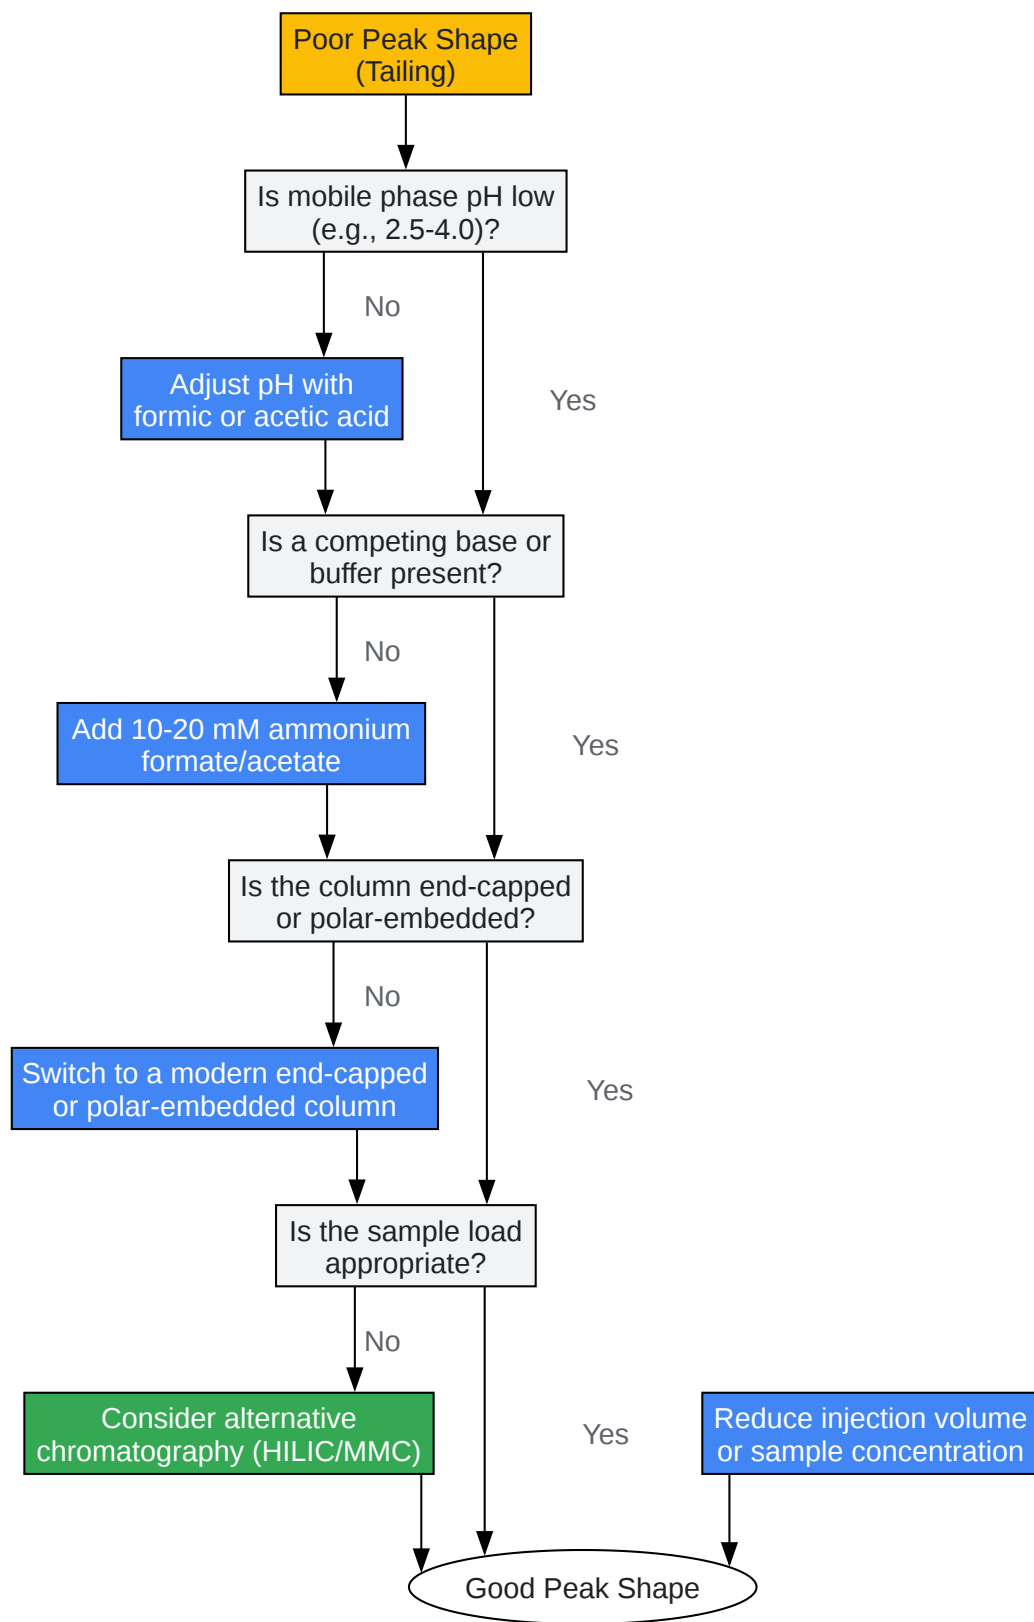 Poor Peak Shape
(Tailing)
Is mobile phase pH low
(e.g., 2.5-4.0)?
No
Adjust pH with
formic or acetic acid
Yes
Is a competing base or
buffer present?
No
Add 10-20 mM ammonium
formate/acetate
Yes
Is the column end-capped
or polar-embedded?
No
Switch to a modern end-capped
or polar-embedded column
Yes
Is the sample load
appropriate?
No
Consider alternative
chromatography (HILIC/MMC)
Yes
Reduce injection volume
or sample concentration
Good Peak Shape